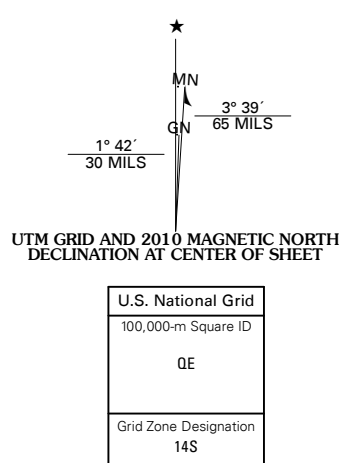 ★
MN
3° 39´
65 MILS
GN
1° 42´
30 MILS
UTM GRID AND 2010 MAGNETIC NORTH
DECLINATION AT CENTER OF SHEET
U.S. National Grid
100,000-m Square ID
QE
Grid Zone Designation
14S